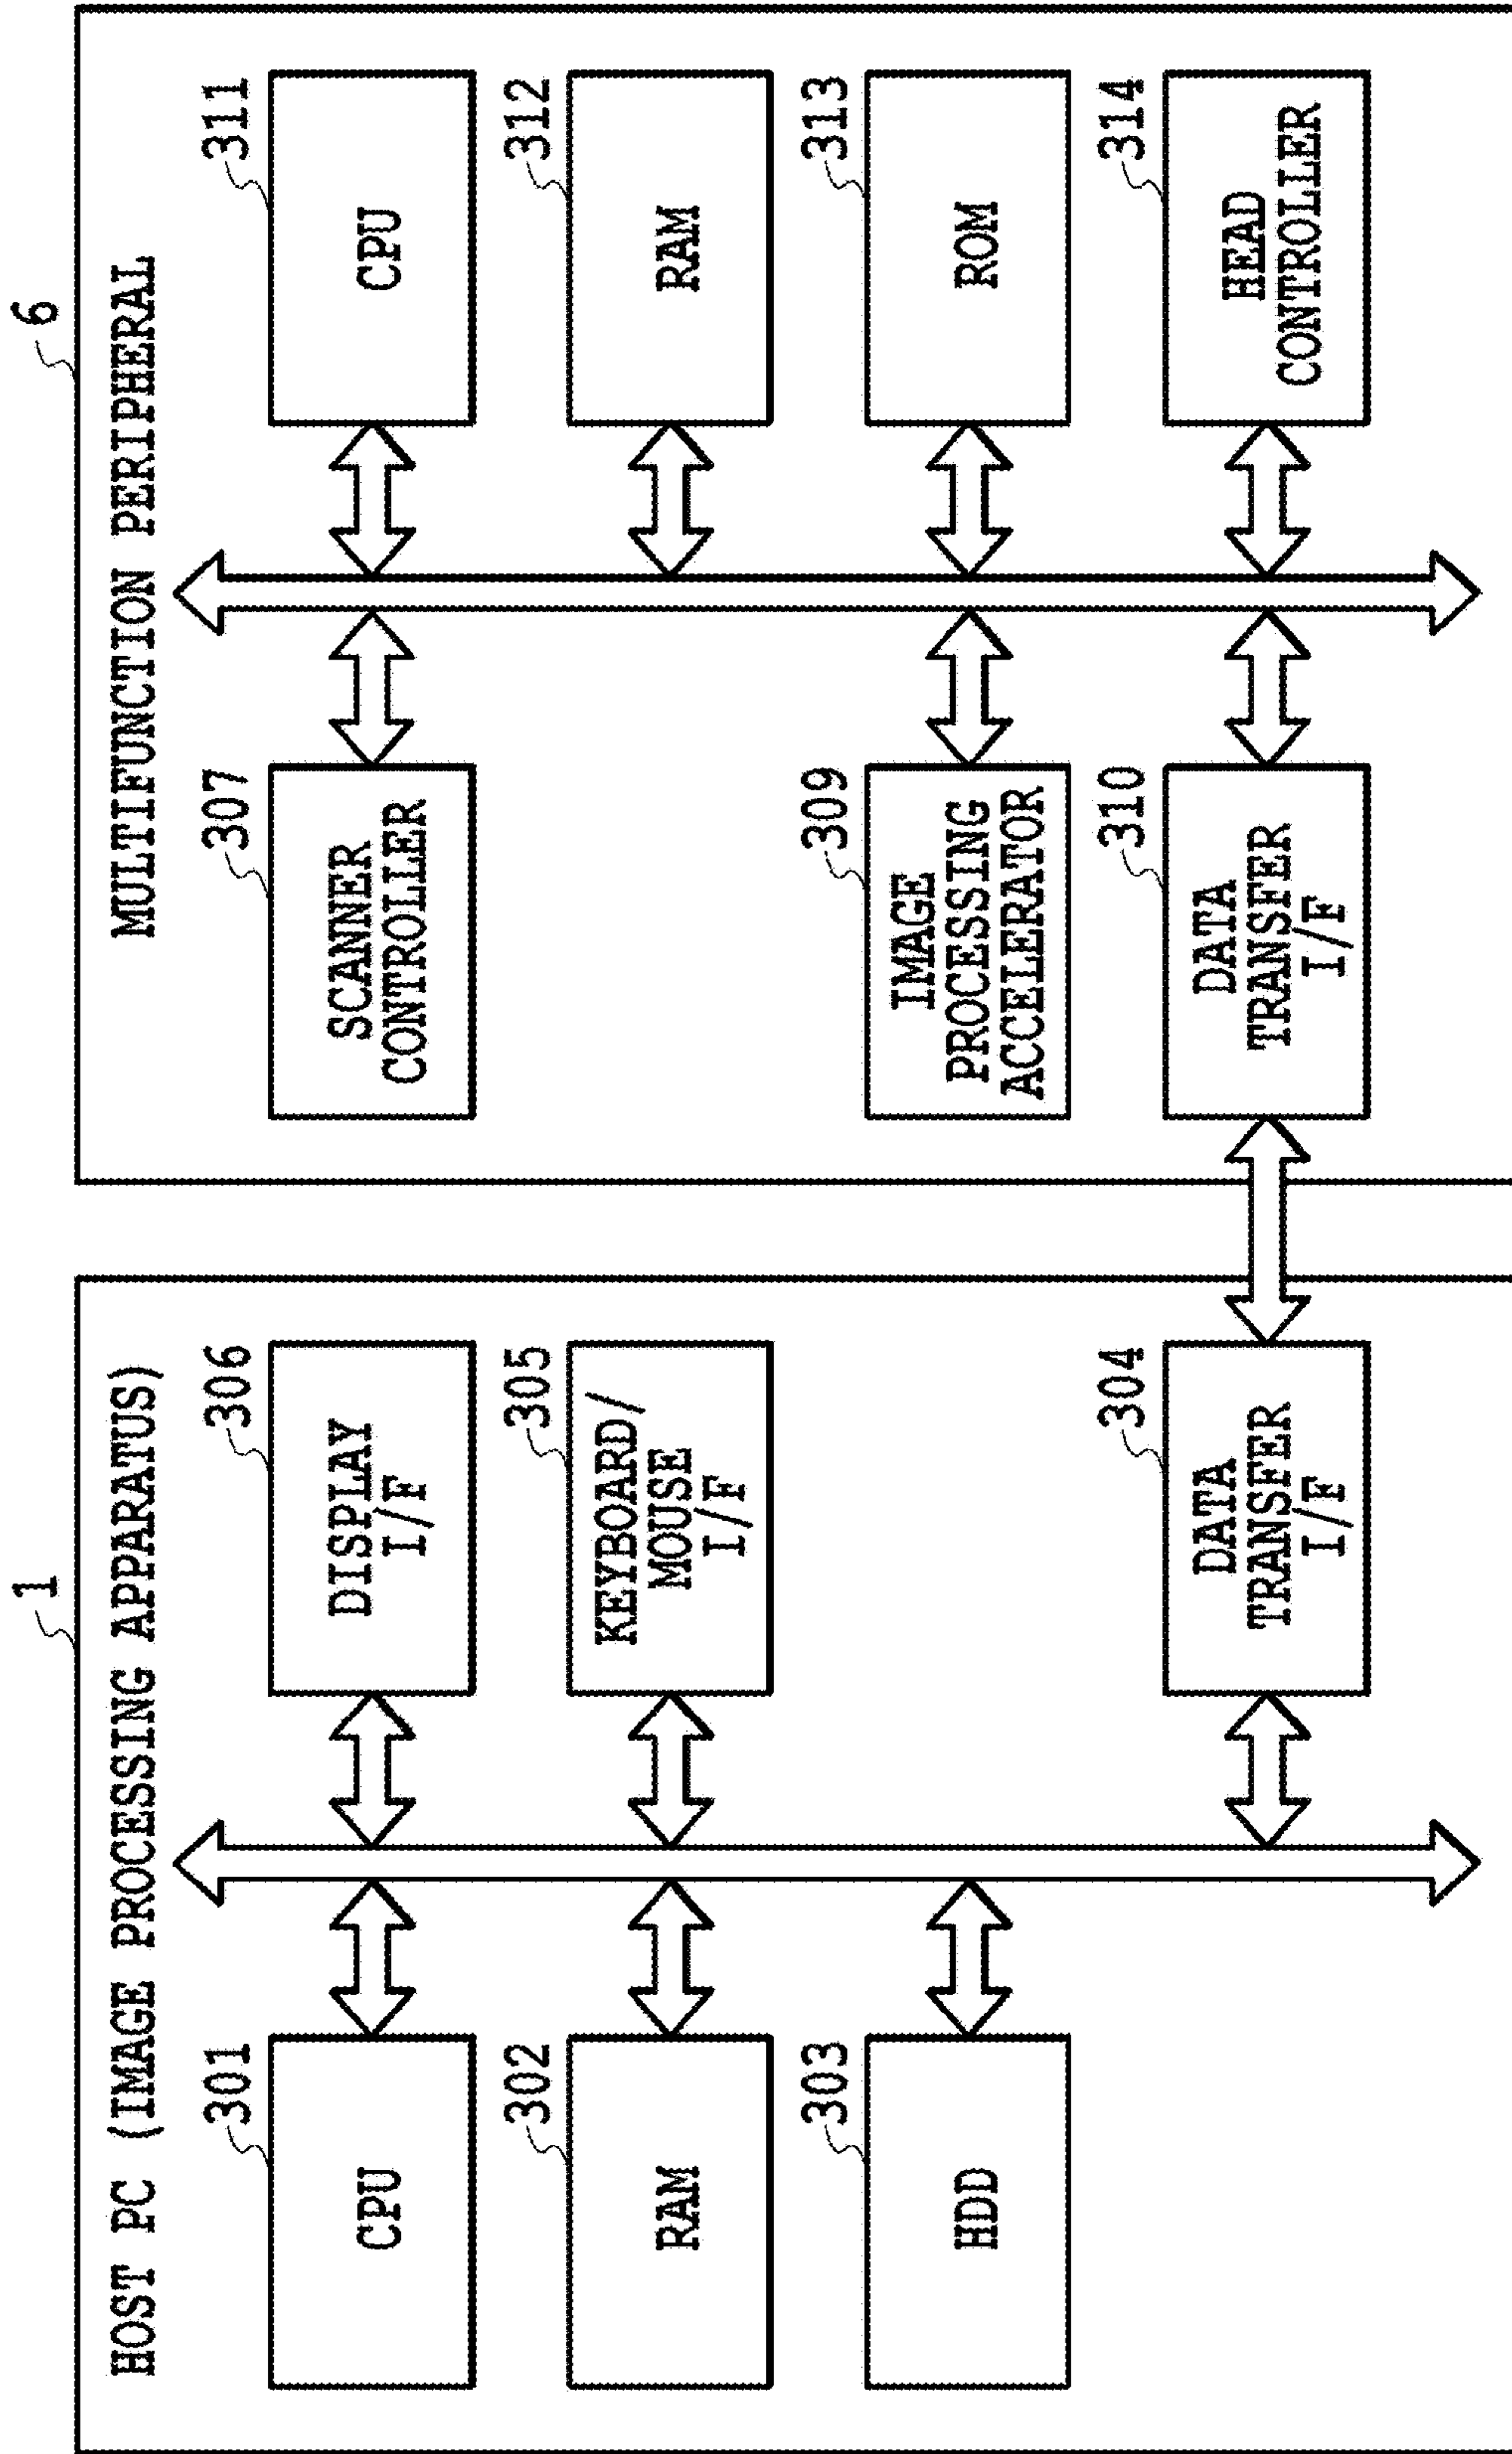 1
HOST PC (IMAGE PROCESSING APPARATUS)
301
CPU
302
RAM
303
HDD
306
DISPLAY
I/F
305
KEYBOARD/
MOUSE
I/F
304
DATA
TRANSFER
I/F
6
MULTIFUNCTION PERIPHERAL
307
SCANNER
CONTROLLER
309
IMAGE
PROCESSING
ACCELERATOR
310
DATA
TRANSFER
I/F
311
CPU
312
RAM
313
ROM
314
HEAD
CONTROLLER